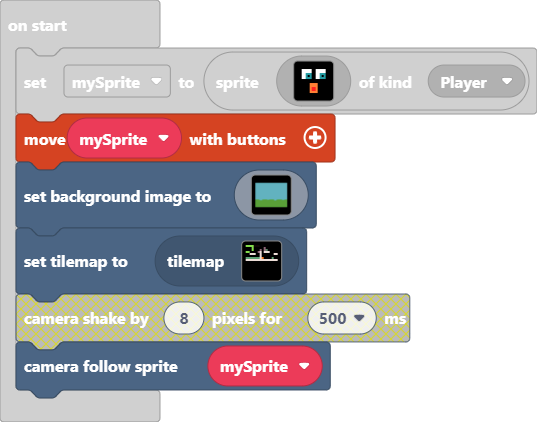 on start
set mySprite to sprite of kind Player
move mySprite with buttons
set background image to
set tilemap to tilemap
camera shake by 8 pixels for 500 ms
camera follow sprite mySprite